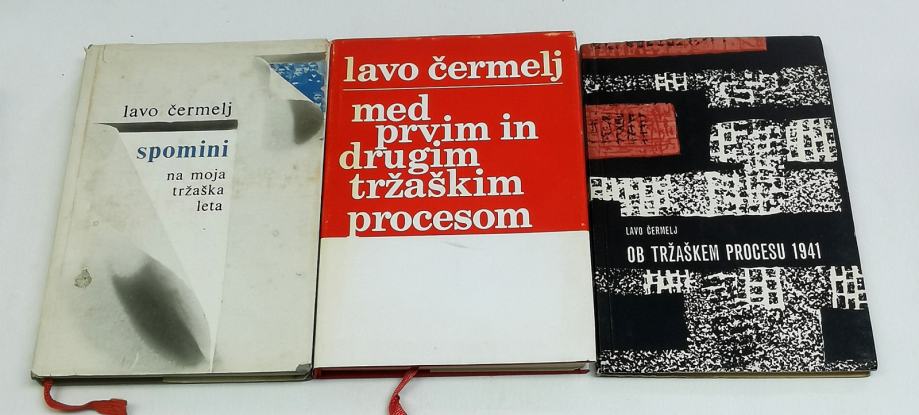 lavo čermelj
spomini
na moja
tržaška
leta
lavo čermelj
med
prvim in
drugim
tržaškim
procesom
LAVO ČERMELJ
OB TRŽAŠKEM PROCESU 1941